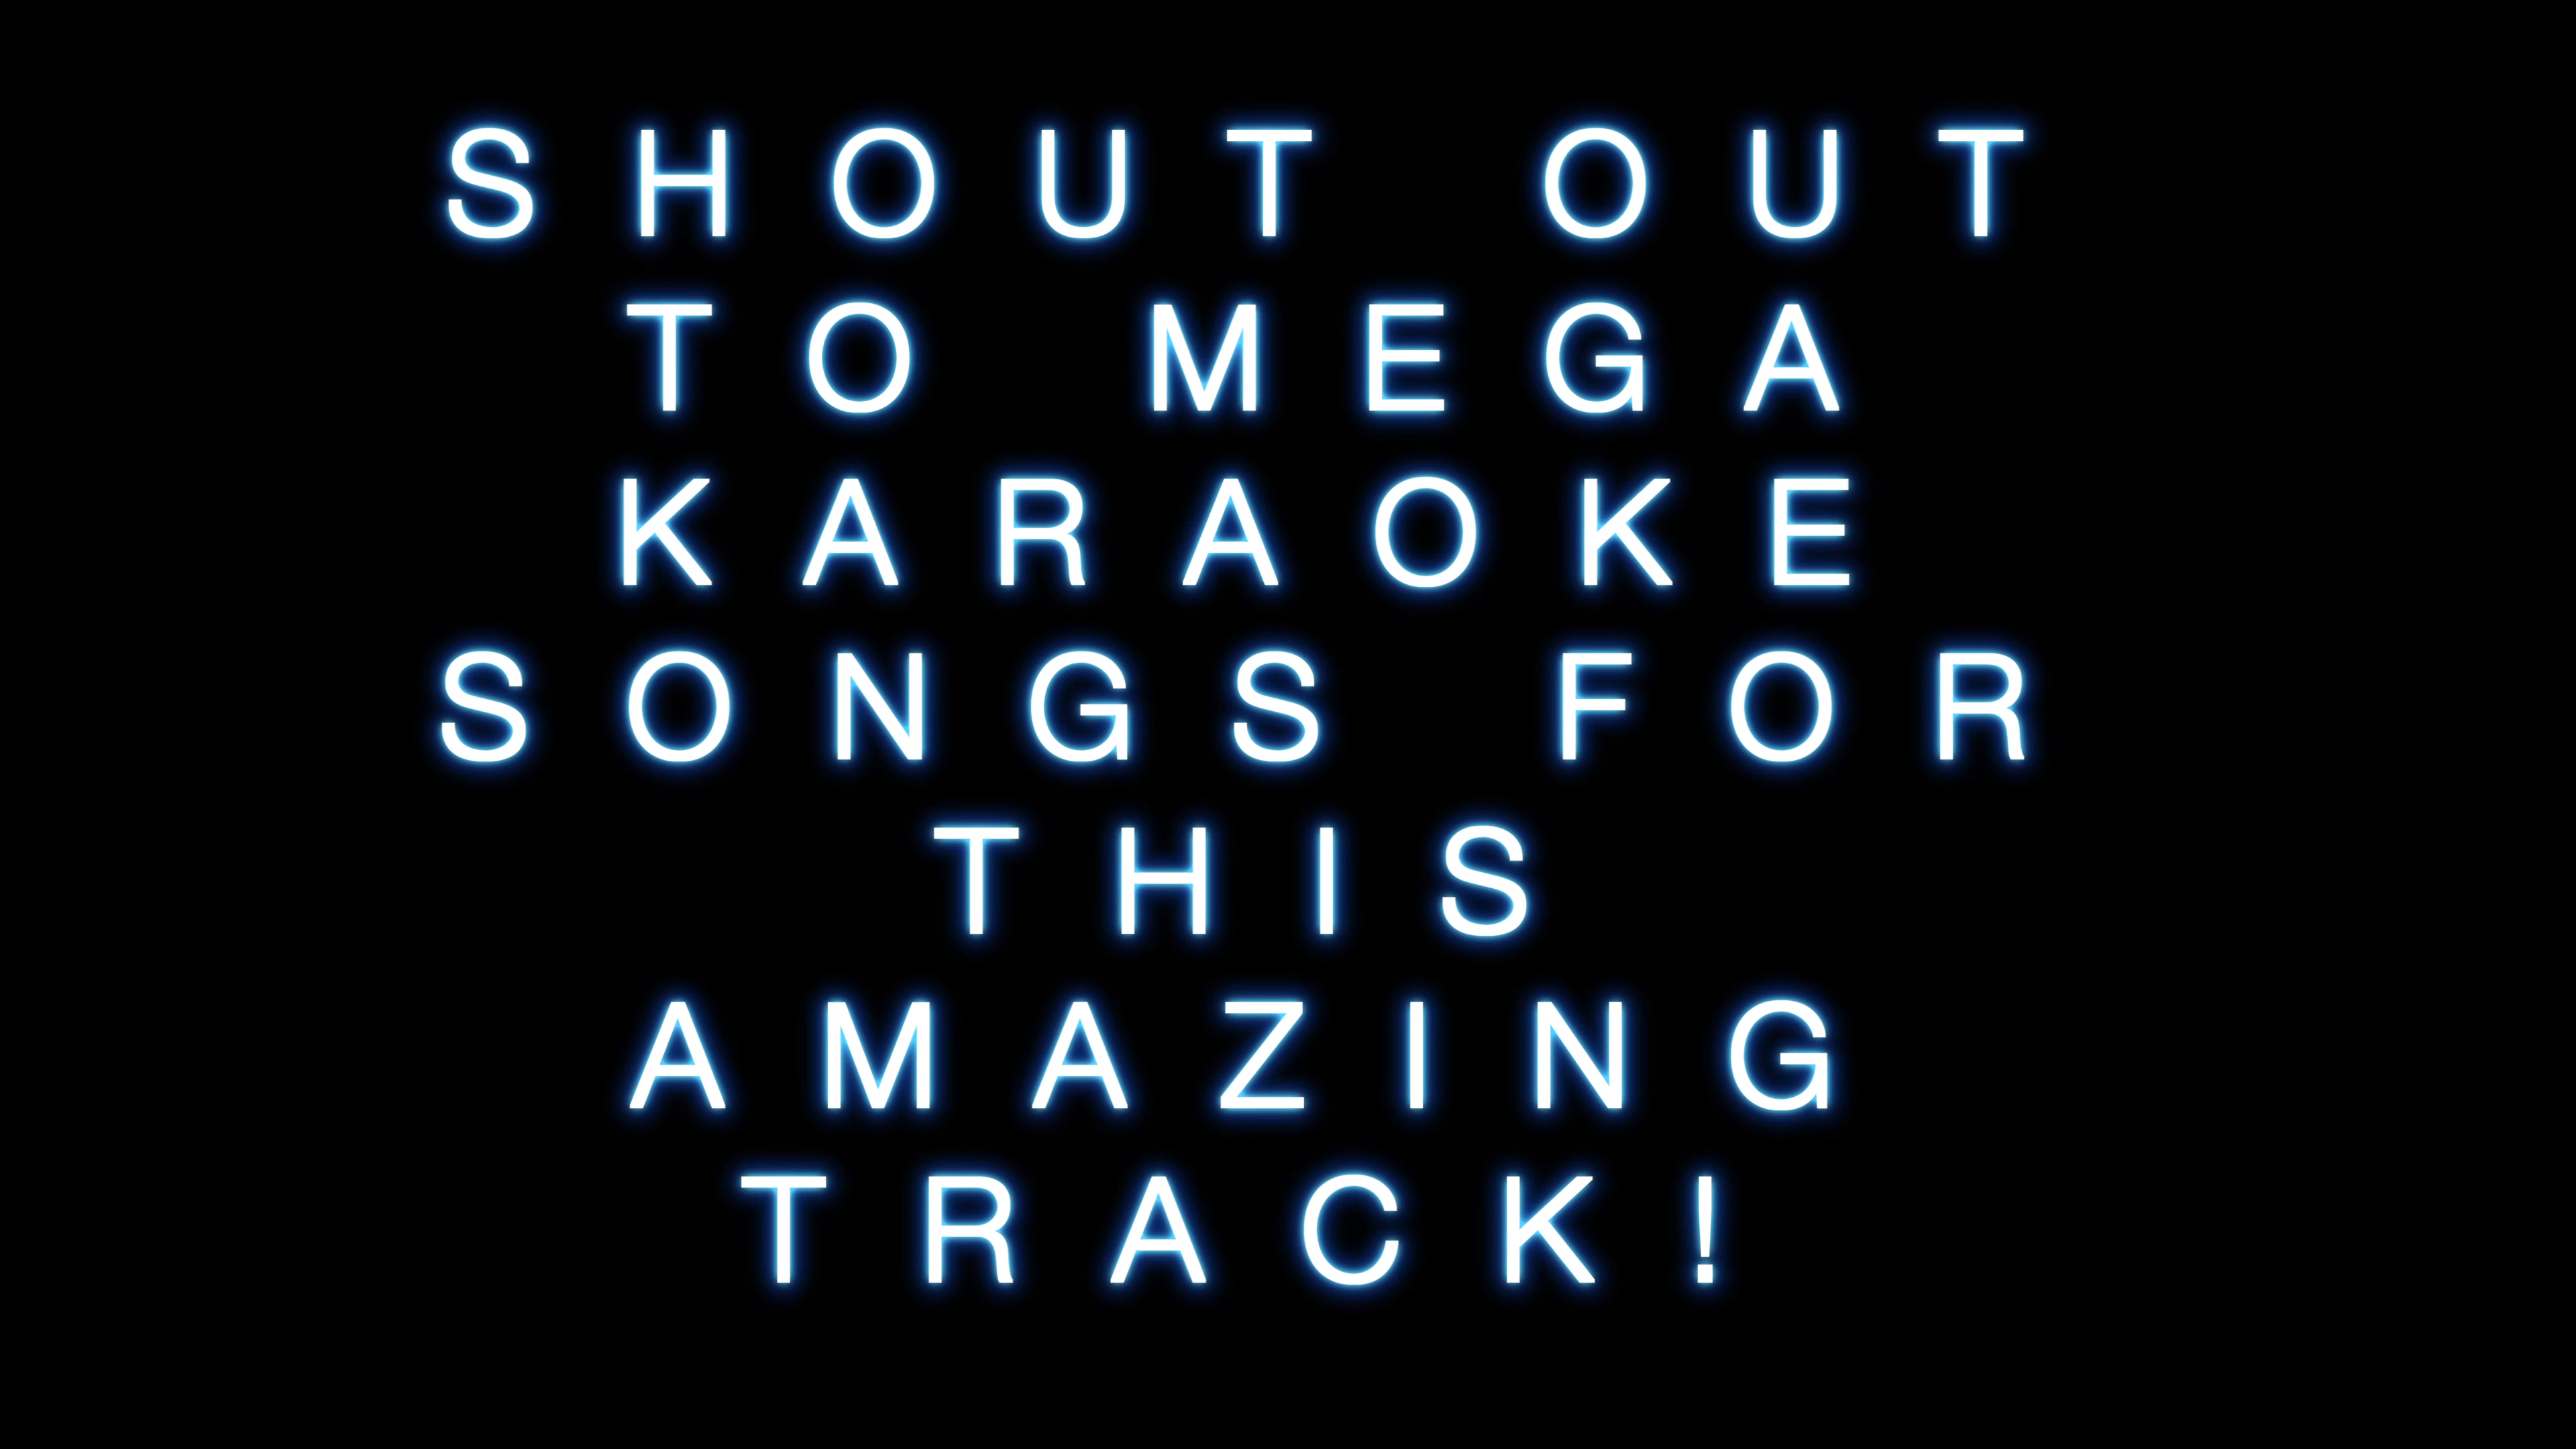 SHOUT OUT
TO MEGA
KARAOKE
SONGS FOR
THIS
AMAZING
TRACK!